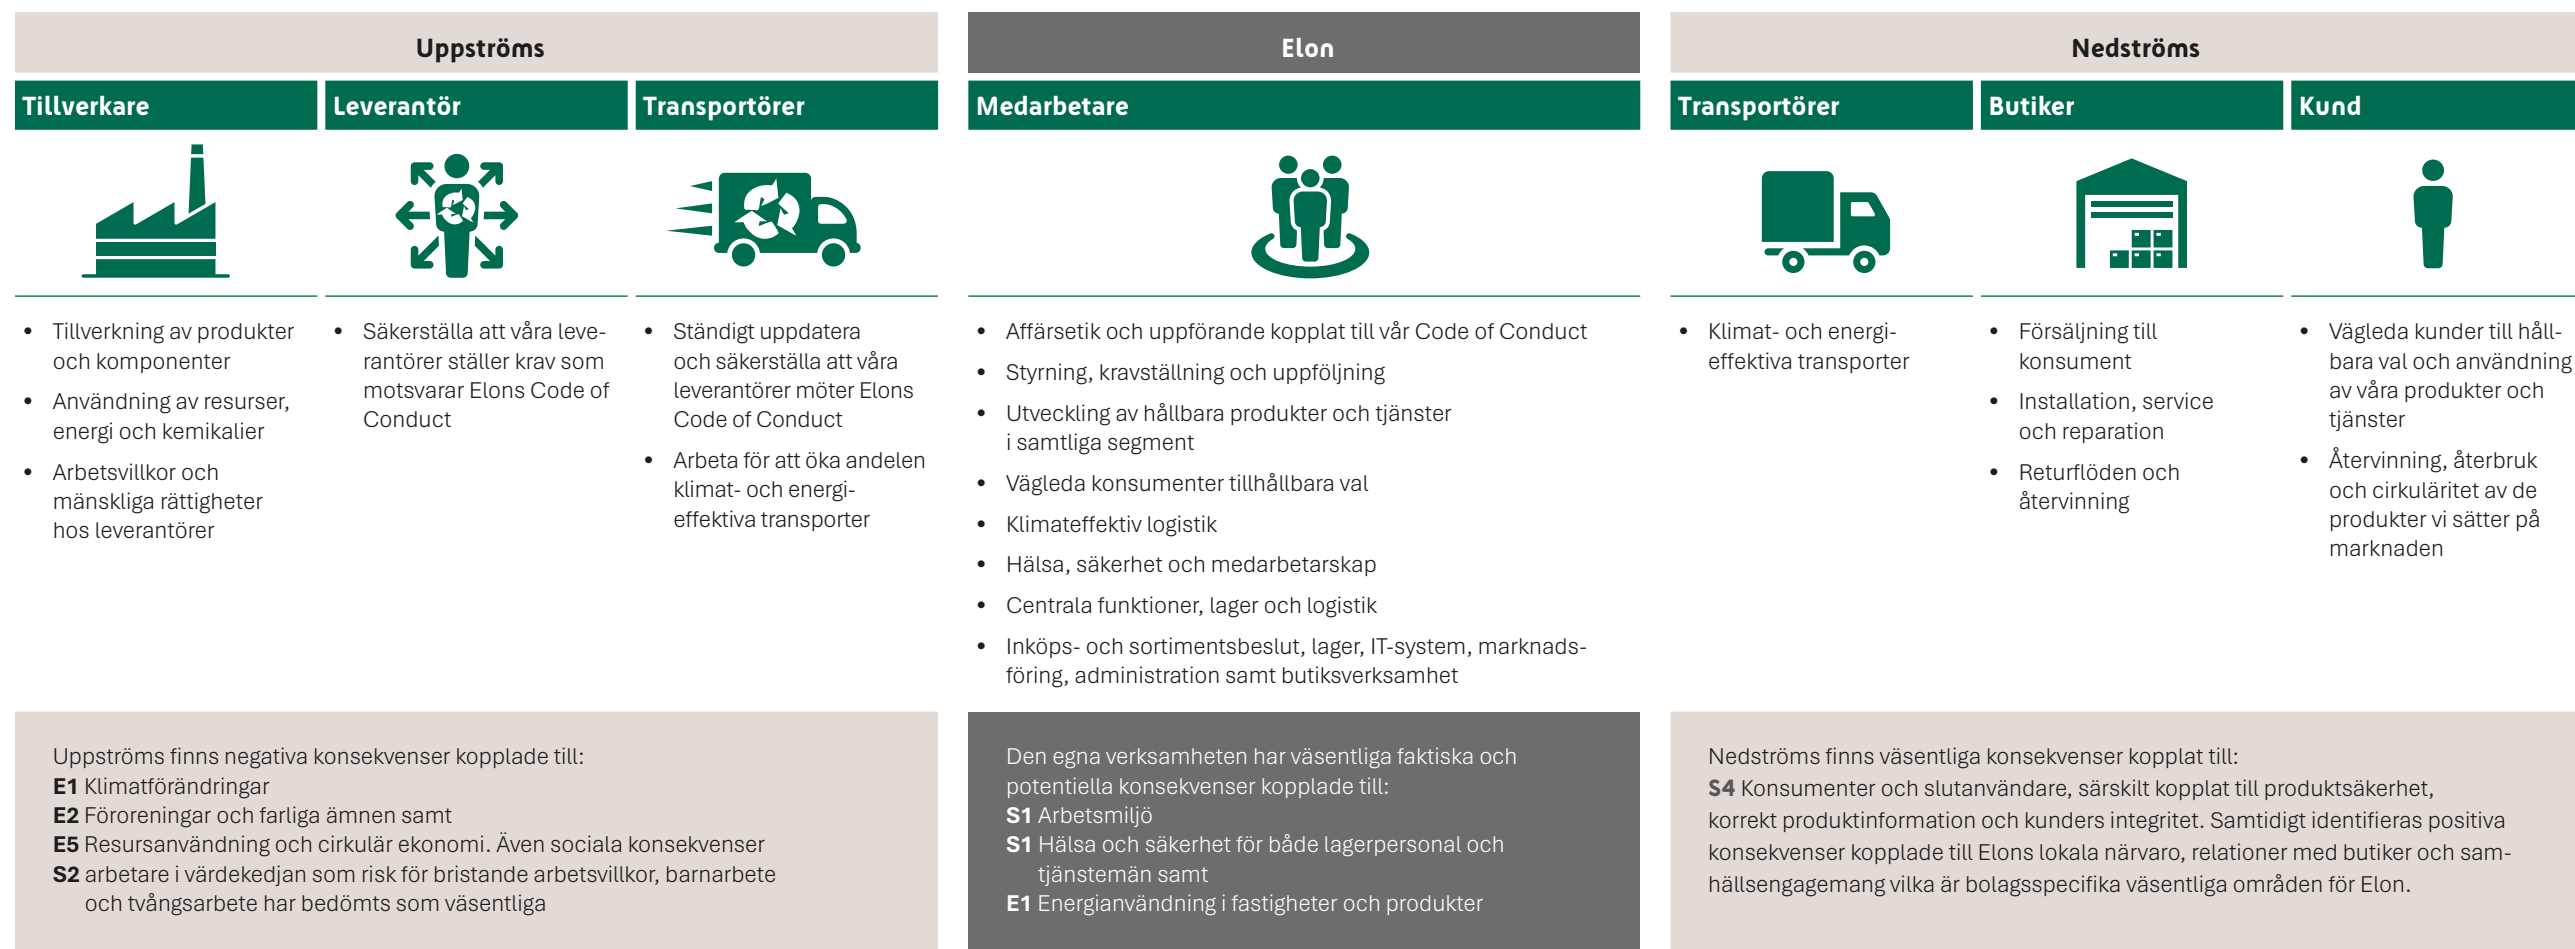 Uppströms
Tillverkare
Leverantör
Transportörer
• Tillverkning av produkter
och komponenter
• Användning av resurser,
energi och kemikalier
• Arbetsvillkor och
mänskliga rättigheter
hos leverantörer
• Säkerställa att våra leve-
rantörer ställer krav som
motsvarar Elons Code of
Conduct
• Ständigt uppdatera
och säkerställa att våra
leverantörer möter Elons
Code of Conduct
• Arbeta för att öka andelen
klimat- och energi-
effektiva transporter
Uppströms finns negativa konsekvenser kopplade till:
E1 Klimatförändringar
E2 Föroreningar och farliga ämnen samt
E5 Resursanvändning och cirkulär ekonomi. Även sociala konsekvenser
S2 arbetare i värdekedjan som risk för bristande arbetsvillkor, barnarbete
och tvångsarbete har bedömts som väsentliga
Elon
Medarbetare
• Affärsetik och uppförande kopplat till vår Code of Conduct
• Styrning, kravställning och uppföljning
• Utveckling av hållbara produkter och tjänster
i samtliga segment
• Vägleda konsumenter tillhållbara val
• Klimateffektiv logistik
• Hälsa, säkerhet och medarbetarskap
• Centrala funktioner, lager och logistik
• Inköps- och sortimentsbeslut, lager, IT-system, marknads-
föring, administration samt butiksverksamhet
Den egna verksamheten har väsentliga faktiska och
potentiella konsekvenser kopplade till:
S1 Arbetsmiljö
S1 Hälsa och säkerhet för både lagerpersonal och
tjänstemän samt
E1 Energianvändning i fastigheter och produkter
Nedströms
Transportörer
Butiker
Kund
• Klimat- och energi-
effektiva transporter
• Försäljning till
konsument
• Installation, service
och reparation
• Returflöden och
återvinning
• Vägleda kunder till håll-
bara val och användning
av våra produkter och
tjänster
• Återvinning, återbruk
och cirkuläritet av de
produkter vi sätter på
marknaden
Nedströms finns väsentliga konsekvenser kopplat till:
S4 Konsumenter och slutanvändare, särskilt kopplat till produktsäkerhet,
korrekt produktinformation och kunders integritet. Samtidigt identifieras positiva
konsekvenser kopplade till Elons lokala närvaro, relationer med butiker och sam-
hällsengagemang vilka är bolagsspecifika väsentliga områden för Elon.